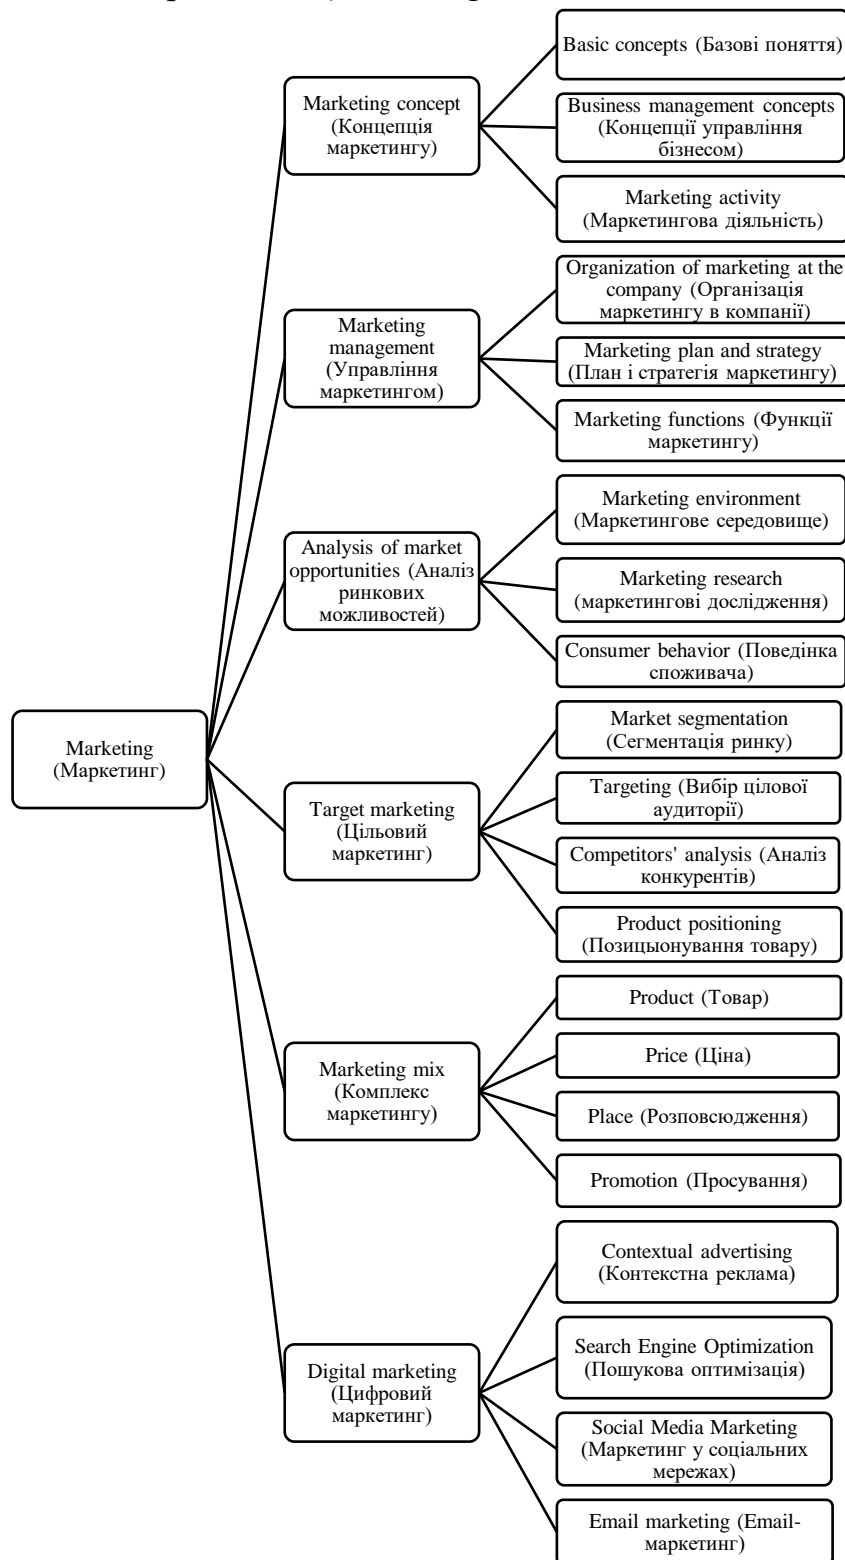 Basic concepts (Базові поняття)
Marketing concept
(Концепція
маркетингу)
Business management concepts
(Концепції управління
бізнесом)
Marketing activity
(Маркетингова діяльність)
Organization of marketing at the
company (Організація
маркетингу в компанії)
Marketing
management
(Управління
маркетингом)
Marketing plan and strategy
(План і стратегія маркетингу)
Marketing functions (Функції
маркетингу)
Marketing environment
(Маркетингове середовище)
Analysis of market
opportunities (Аналіз
ринкових
можливостей)
Marketing research
(маркетингові дослідження)
Consumer behavior (Поведінка
споживача)
Marketing
(Маркетинг)
Market segmentation
(Сегментація ринку)
Target marketing
(Цільовий
маркетинг)
Targeting (Вибір цілової
аудиторії)
Competitors' analysis (Аналіз
конкурентів)
Product positioning
(Позицыонування товару)
Product (Товар)
Marketing mix
(Комплекс
маркетингу)
Price (Ціна)
Place (Розповсюдження)
Promotion (Просування)
Contextual advertising
(Контекстна реклама)
Digital marketing
(Цифровий
маркетинг)
Search Engine Optimization
(Пошукова оптимізація)
Social Media Marketing
(Маркетинг у соціальних
мережах)
Email marketing (Email-
маркетинг)